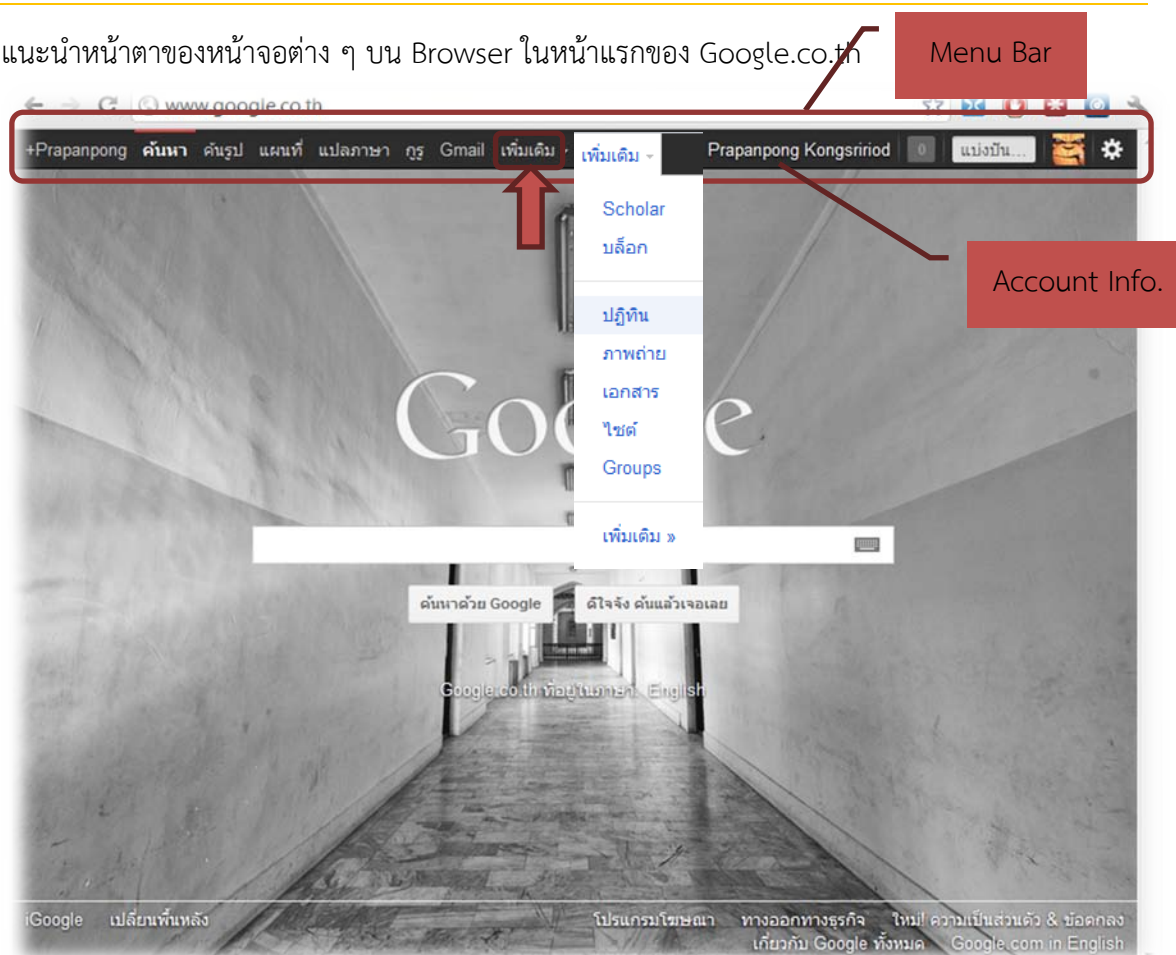 แนะนำหน้าตาของหน้าจอต่าง ๆ บน Browser ในหน้าแรกของ Google.co.th
Menu Bar
www.google.co.th
+Prapanpong ค้นหา ค้นรูป แผนที่ แปลภาษา กูรู Gmail เพิ่มเติม เพิ่มเติม Prapanpong Kongsririod 0 แบ่งปัน...
Scholar
บล็อก
Account Info.
ปฏิทิน
ภาพถ่าย
เอกสาร
ไซต์
Groups
เพิ่มเติม »
Google
ค้นหาด้วย Google ดีใจจัง ค้นแล้วเจอเลย
Google.co.th ที่อยู่ในภาษา: English
iGoogle เปลี่ยนพื้นหลัง โปรแกรมโฆษณา ทางออกทางธุรกิจ ใหม่! ความเป็นส่วนตัว & ข้อตกลง
เกี่ยวกับ Google ทั้งหมด Google.com in English